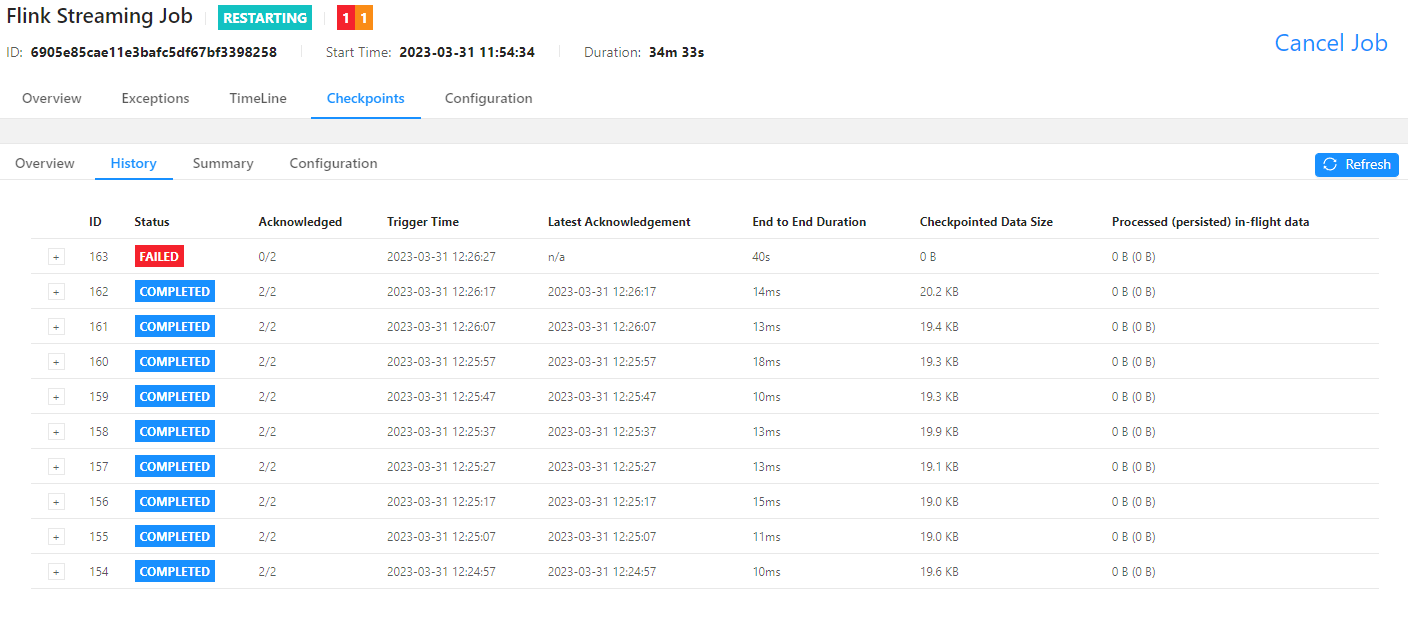 Flink Streaming Job RESTARTING 1 1
ID: 6905e85cae11e3bafc5df67bf3398258 Start Time: 2023-03-31 11:54:34 Duration: 34m 33s
Cancel Job
Overview Exceptions TimeLine Checkpoints Configuration
Overview History Summary Configuration Refresh
ID Status Acknowledged Trigger Time Latest Acknowledgement End to End Duration Checkpointed Data Size Processed (persisted) in-flight data
+ 163 FAILED 0/2 2023-03-31 12:26:27 n/a 40s 0 B 0 B (0 B)
+ 162 COMPLETED 2/2 2023-03-31 12:26:17 2023-03-31 12:26:17 14ms 20.2 KB 0 B (0 B)
+ 161 COMPLETED 2/2 2023-03-31 12:26:07 2023-03-31 12:26:07 13ms 19.4 KB 0 B (0 B)
+ 160 COMPLETED 2/2 2023-03-31 12:25:57 2023-03-31 12:25:57 18ms 19.3 KB 0 B (0 B)
+ 159 COMPLETED 2/2 2023-03-31 12:25:47 2023-03-31 12:25:47 10ms 19.3 KB 0 B (0 B)
+ 158 COMPLETED 2/2 2023-03-31 12:25:37 2023-03-31 12:25:37 13ms 19.9 KB 0 B (0 B)
+ 157 COMPLETED 2/2 2023-03-31 12:25:27 2023-03-31 12:25:27 13ms 19.1 KB 0 B (0 B)
+ 156 COMPLETED 2/2 2023-03-31 12:25:17 2023-03-31 12:25:17 15ms 19.0 KB 0 B (0 B)
+ 155 COMPLETED 2/2 2023-03-31 12:25:07 2023-03-31 12:25:07 11ms 19.0 KB 0 B (0 B)
+ 154 COMPLETED 2/2 2023-03-31 12:24:57 2023-03-31 12:24:57 10ms 19.6 KB 0 B (0 B)